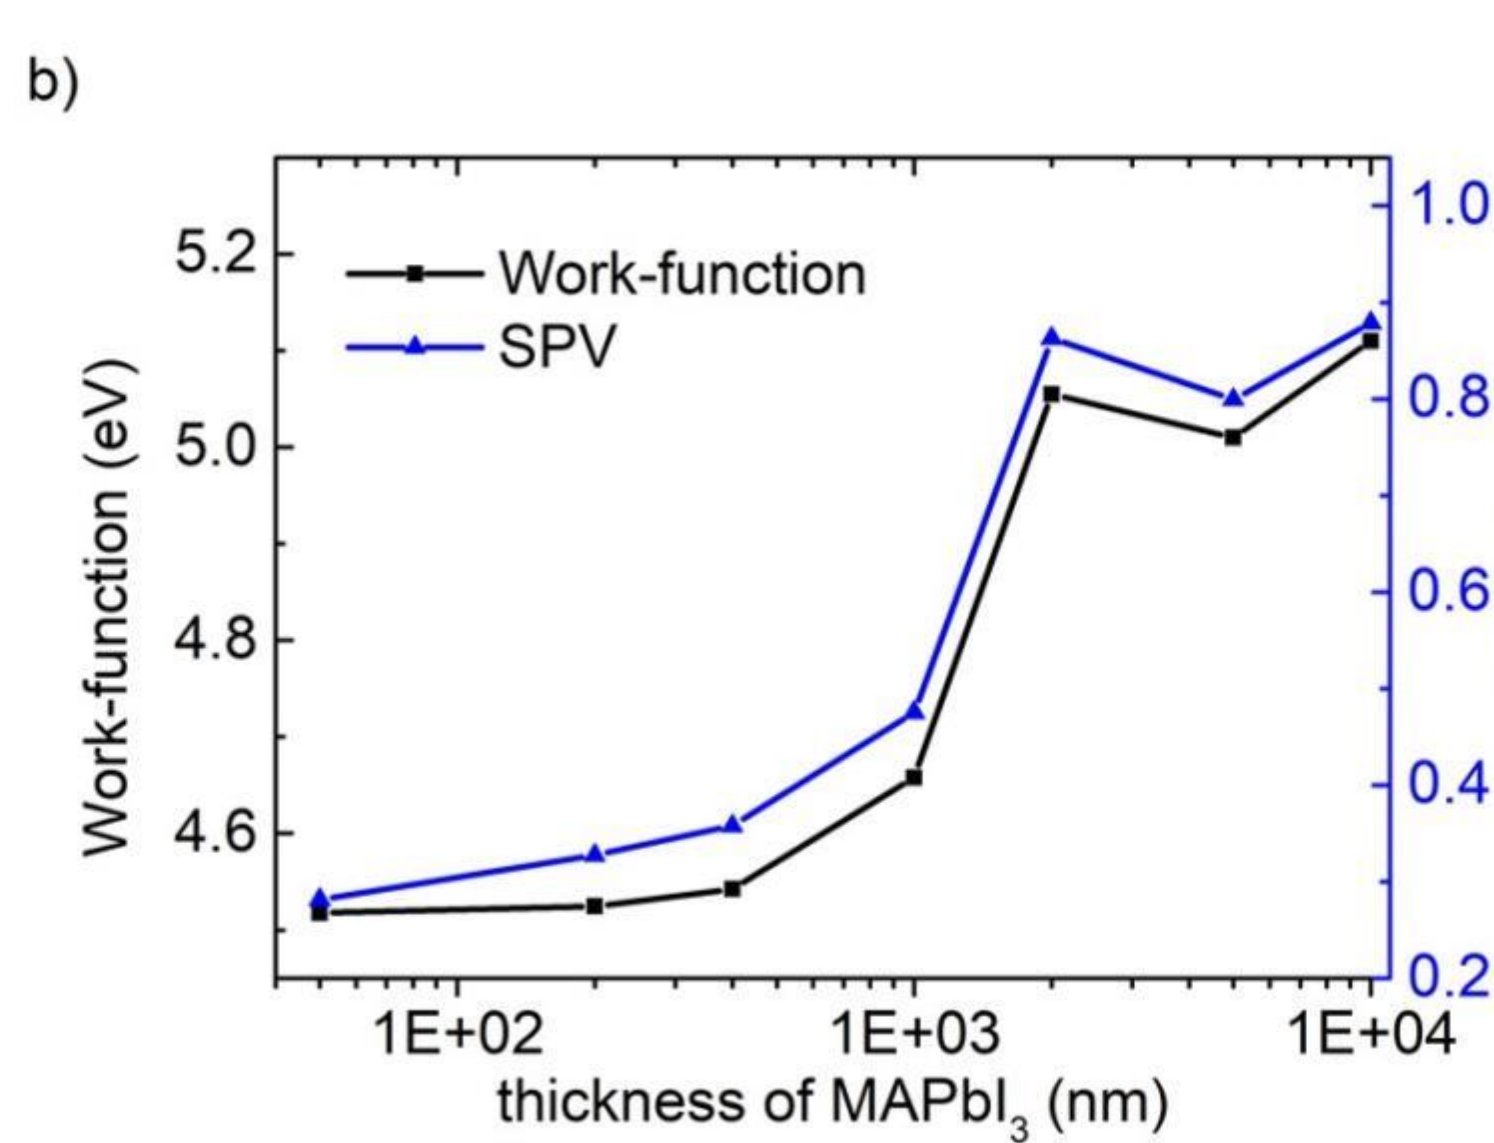 b)
5.2
5.0
4.8
4.6
Work-function (eV)
Work-function
SPV
1.0
0.8
0.6
0.4
0.2
1E+02
1E+03
1E+04
thickness of MAPbI₃ (nm)